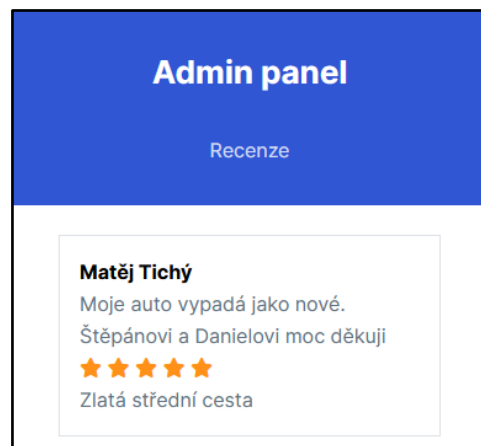 Admin panel
Recenze
Matěj Tichý
Moje auto vypadá jako nové.
Štěpánovi a Danielovi moc děkuji
Zlatá střední cesta